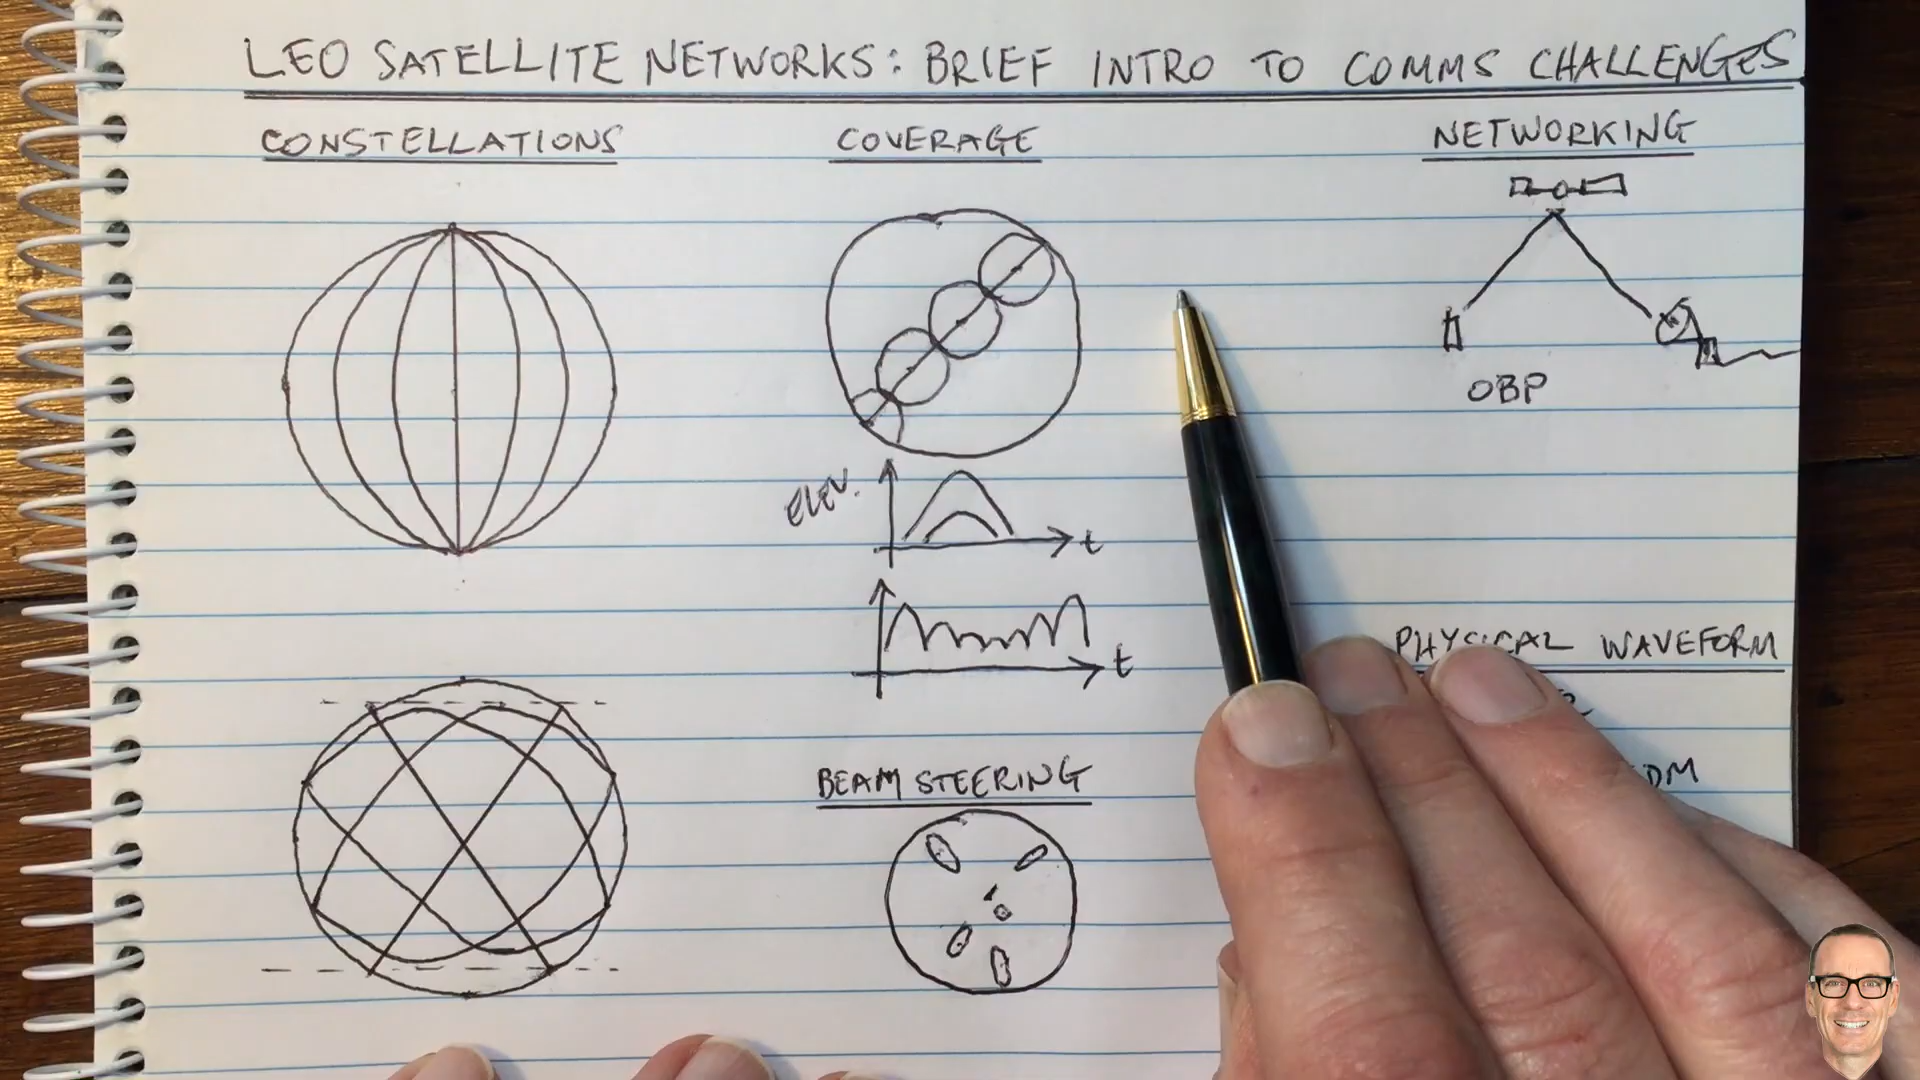 LEO SATELLITE NETWORKS: BRIEF INTRO TO COMMS CHALLENGES
CONSTELLATIONS
COVERAGE
ELEV.
t
t
BEAM STEERING
NETWORKING
OBP
PHYSICAL WAVEFORM